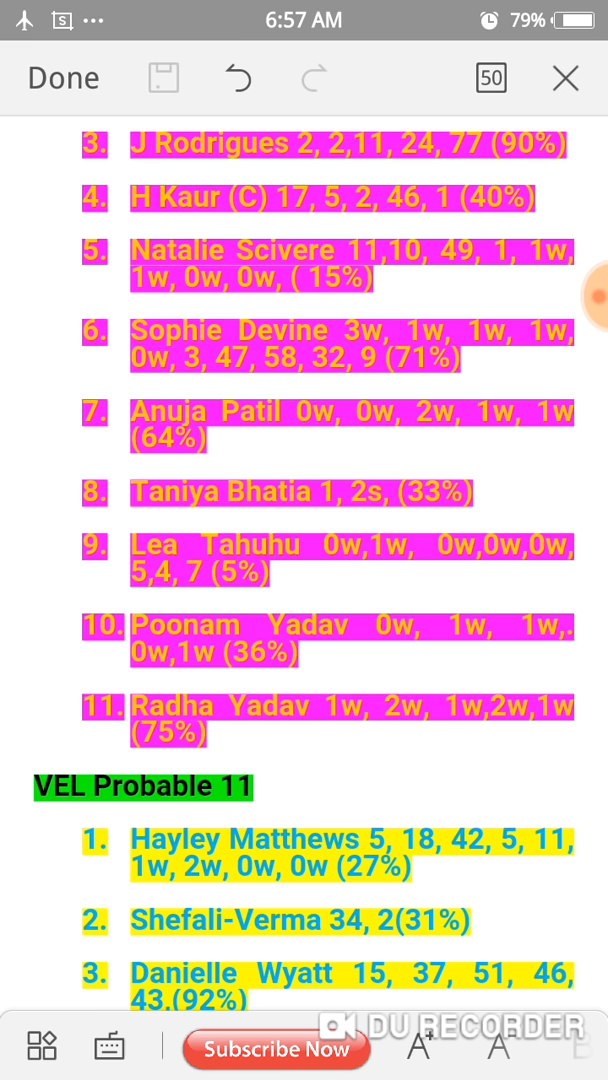 6:57 AM
79%
Done
50
3. J Rodrigues 2, 2,11, 24, 77 (90%)
4. H Kaur (C) 17, 5, 2, 46, 1 (40%)
5. Natalie Scivere 11,10, 49, 1, 1w,
1w, 0w, 0w, ( 15%)
6. Sophie Devine 3w, 1w, 1w, 1w,
0w, 3, 47, 58, 32, 9 (71%)
7. Anuja Patil 0w, 0w, 2w, 1w, 1w
(64%)
8. Taniya Bhatia 1, 2s, (33%)
9. Lea Tahuhu 0w,1w, 0w,0w,0w,
5,4, 7 (5%)
10. Poonam Yadav 0w, 1w, 1w,.
0w,1w (36%)
11. Radha Yadav 1w, 2w, 1w,2w,1w
(75%)
VEL Probable 11
1. Hayley Matthews 5, 18, 42, 5, 11,
1w, 2w, 0w, 0w (27%)
2. Shefali-Verma 34, 2(31%)
3. Danielle Wyatt 15, 37, 51, 46,
43,(92%)
DU RECORDER
Subscribe Now